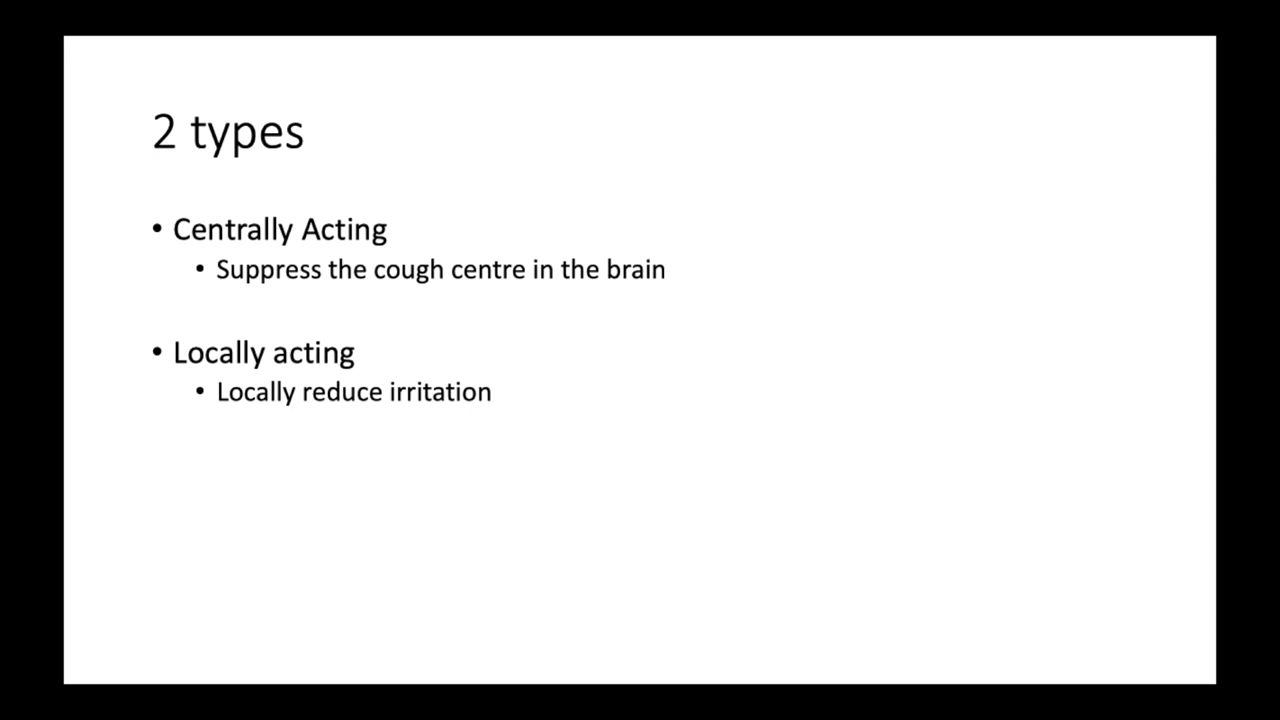 2 types
• Centrally Acting
• Suppress the cough centre in the brain
• Locally acting
• Locally reduce irritation